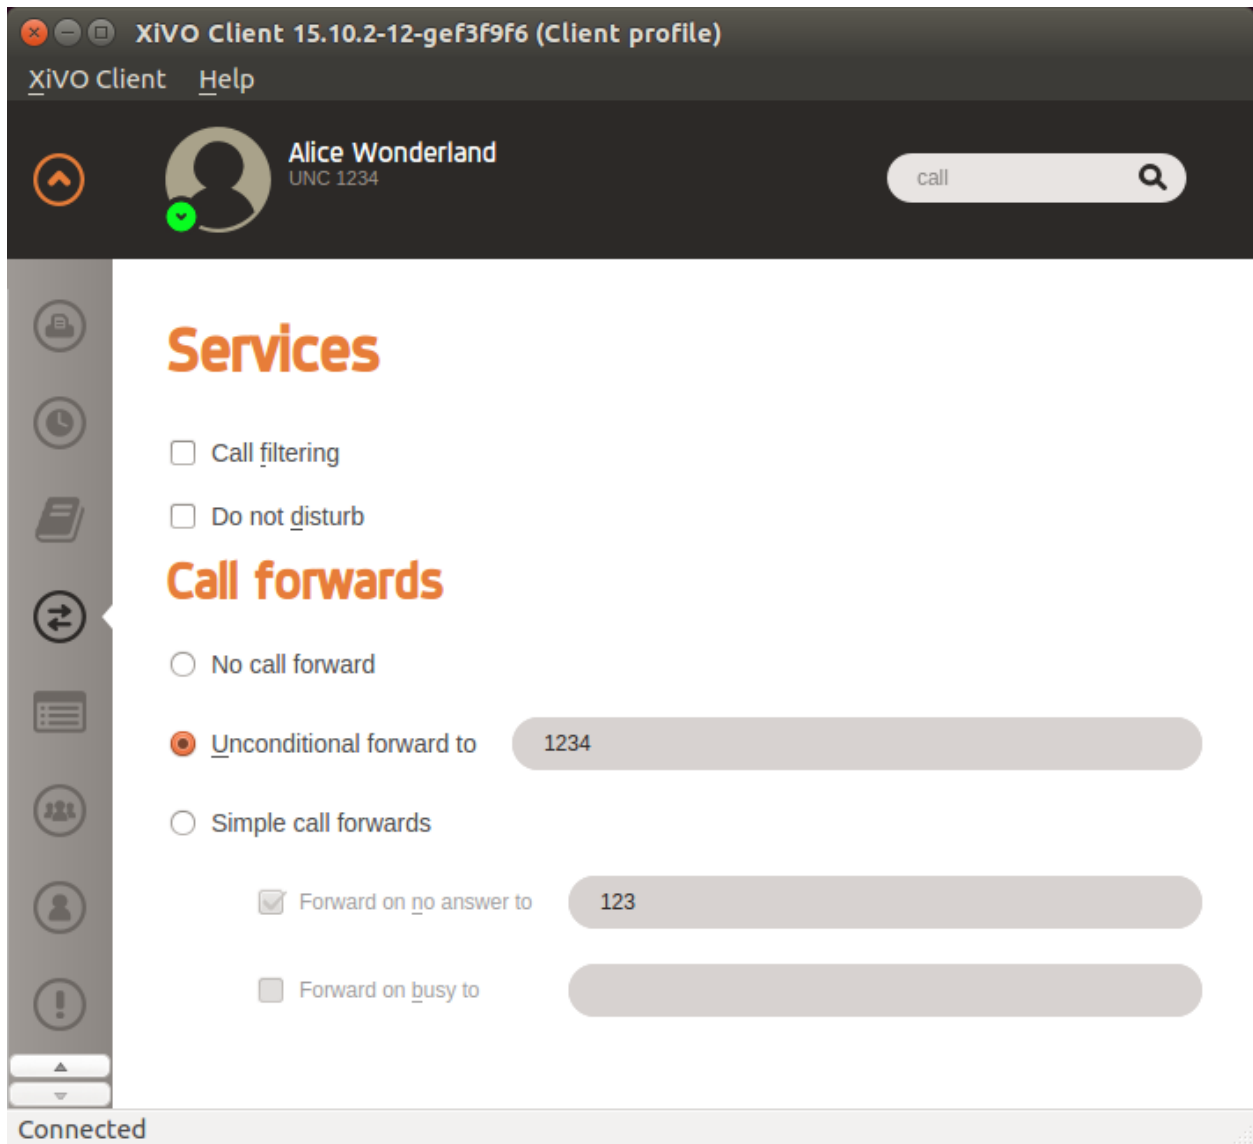 XiVO Client 15.10.2-12-gef3f9f6 (Client profile)
XiVO Client Help
Alice Wonderland
UNC 1234
call
Services
Call filtering
Do not disturb
Call forwards
No call forward
Unconditional forward to 1234
Simple call forwards
Forward on no answer to 123
Forward on busy to
Connected